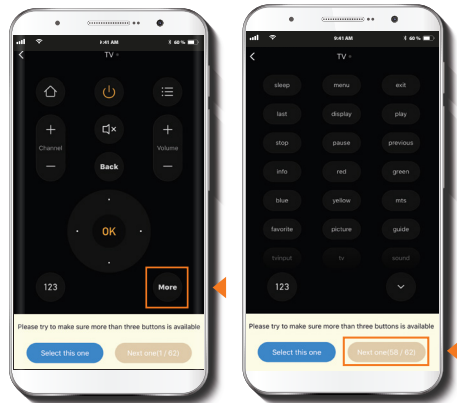 9:41 AM
60 %
TV
Channel
Volume
Back
OK
123
More
Please try to make sure more than three buttons is available
Select this one
Next one(1 / 62)
9:41 AM
60 %
TV
sleep menu exit
last display play
stop pause previous
info red green
blue yellow mts
favorite picture guide
tvinput tv sound
123
Please try to make sure more than three buttons is available
Select this one
Next one(58 / 62)